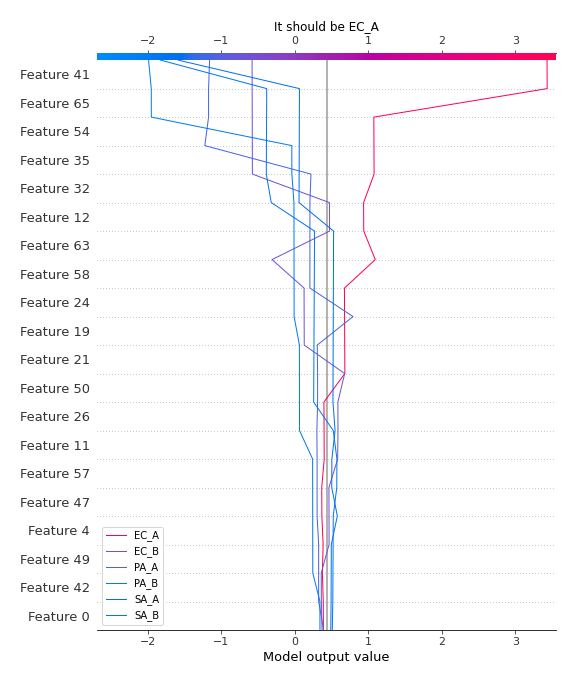 It should be EC_A
−2 −1 0 1 2 3
Feature 41
Feature 65
Feature 54
Feature 35
Feature 32
Feature 12
Feature 63
Feature 58
Feature 24
Feature 19
Feature 21
Feature 50
Feature 26
Feature 11
Feature 57
Feature 47
Feature 4
Feature 49
Feature 42
Feature 0
EC_A
EC_B
PA_A
PA_B
SA_A
SA_B
−2 −1 0 1 2 3
Model output value